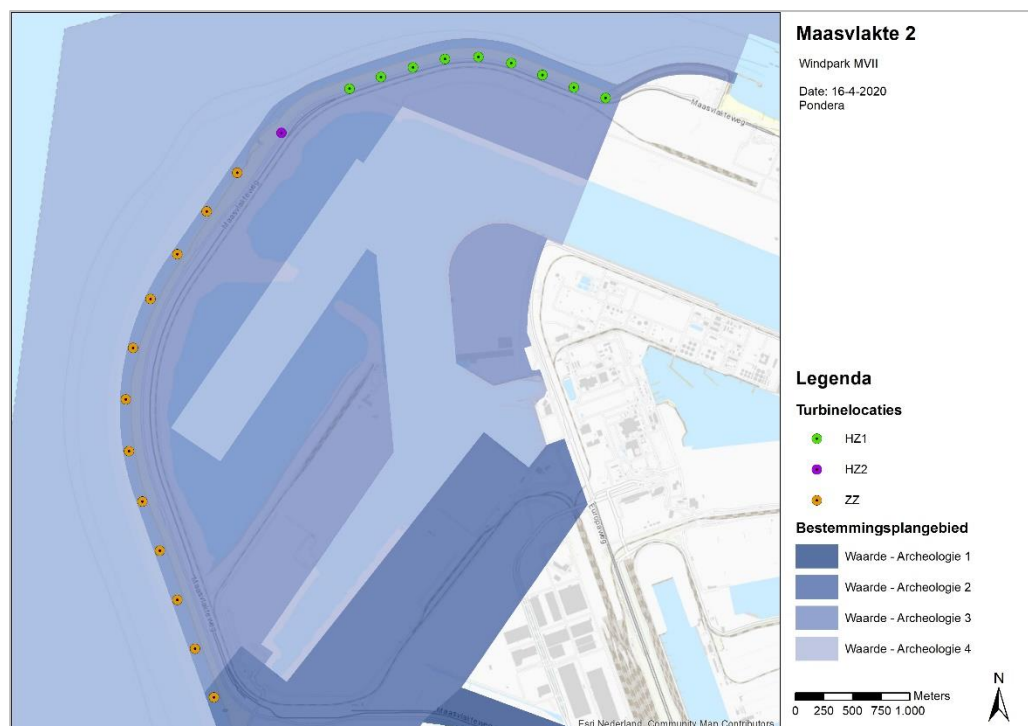 Maasvlakte 2
Windpark MVII
Date: 16-4-2020
Pondera
Maasvlakteweg
Maasvlakteweg
Europaweg
Maasvlakteweg
Legenda
Turbinelocaties
HZ1
HZ2
ZZ
Bestemmingsplangebied
Waarde - Archeologie 1
Waarde - Archeologie 2
Waarde - Archeologie 3
Waarde - Archeologie 4
Meters
0 250 500 750 1.000
N
Esri Nederland, Community Map Contributors